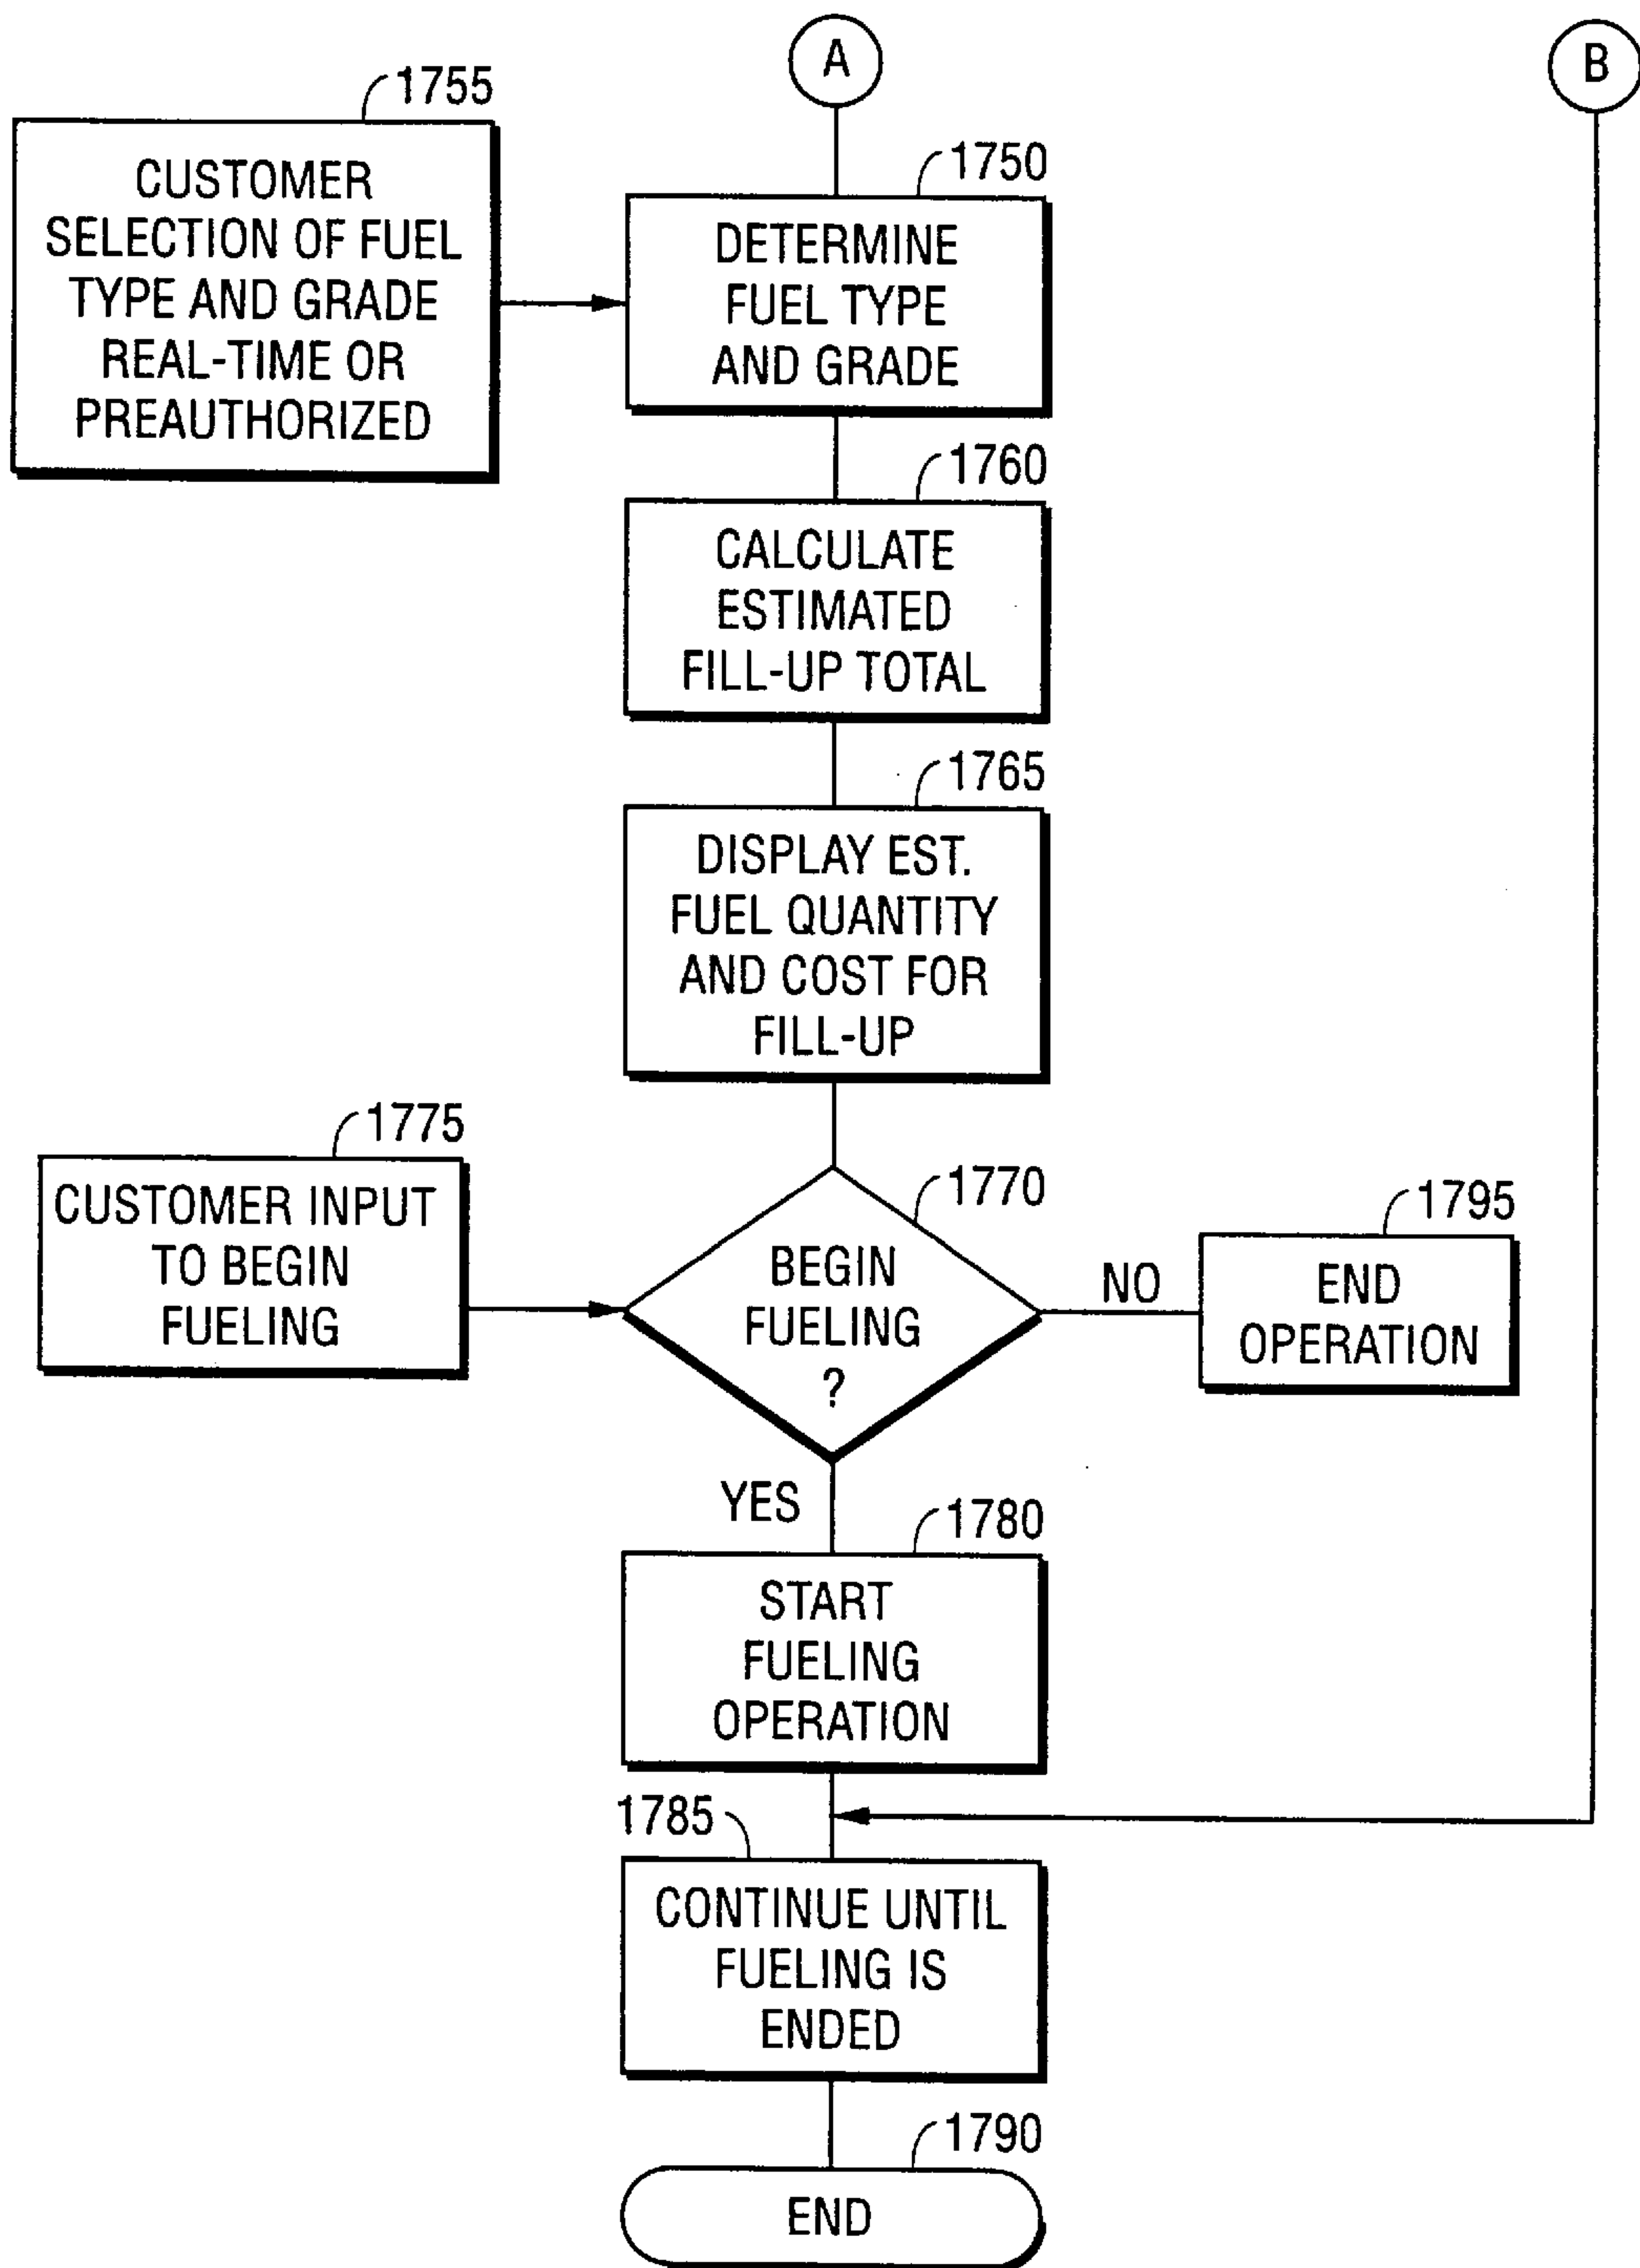 A
B
1755
CUSTOMER
SELECTION OF FUEL
TYPE AND GRADE
REAL-TIME OR
PREAUTHORIZED
1750
DETERMINE
FUEL TYPE
AND GRADE
1760
CALCULATE
ESTIMATED
FILL-UP TOTAL
1765
DISPLAY EST.
FUEL QUANTITY
AND COST FOR
FILL-UP
1775
CUSTOMER INPUT
TO BEGIN
FUELING
1770
BEGIN
FUELING
?
NO
1795
END
OPERATION
YES
1780
START
FUELING
OPERATION
1785
CONTINUE UNTIL
FUELING IS
ENDED
1790
END